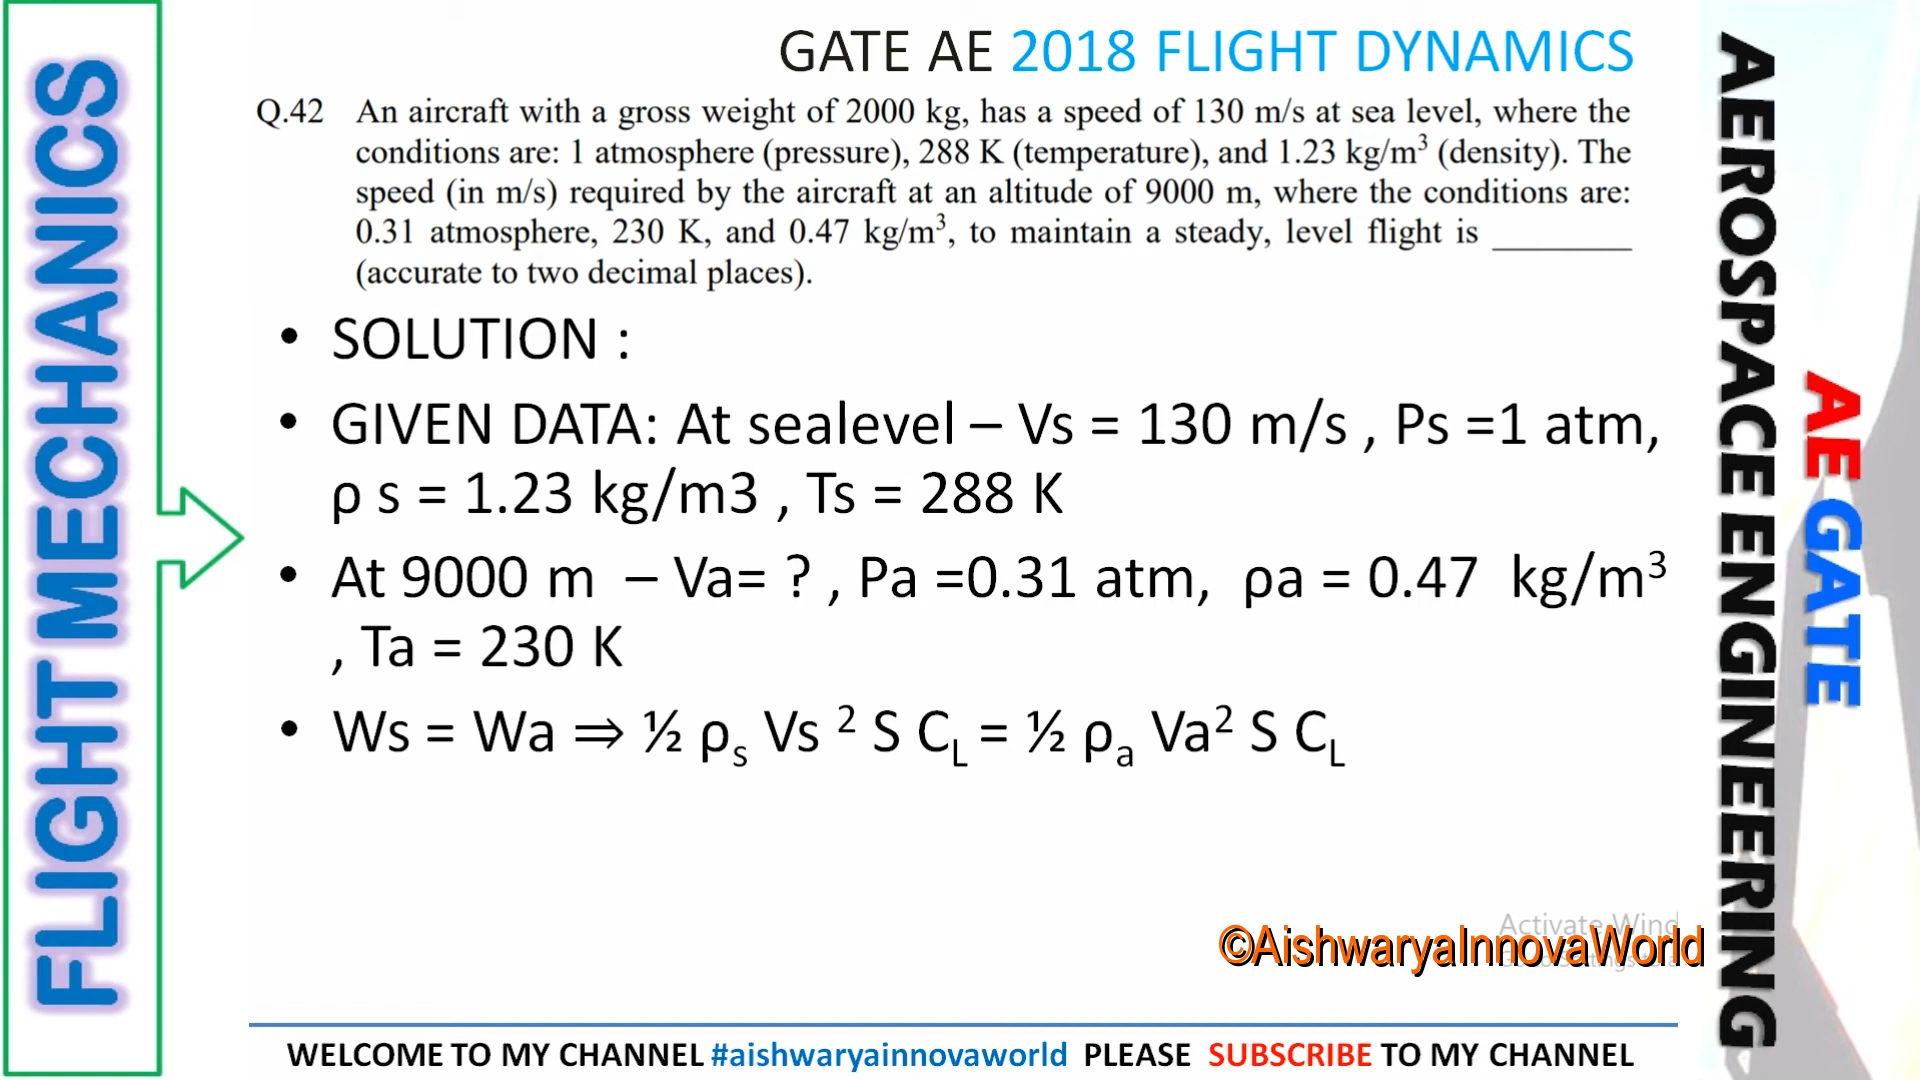 FLIGHT MECHANICS
GATE AE 2018 FLIGHT DYNAMICS
Q.42 An aircraft with a gross weight of 2000 kg, has a speed of 130 m/s at sea level, where the
conditions are: 1 atmosphere (pressure), 288 K (temperature), and 1.23 kg/m³ (density). The
speed (in m/s) required by the aircraft at an altitude of 9000 m, where the conditions are:
0.31 atmosphere, 230 K, and 0.47 kg/m³, to maintain a steady, level flight is ________
(accurate to two decimal places).
• SOLUTION :
• GIVEN DATA: At sealevel – Vs = 130 m/s , Ps =1 atm,
ρ s = 1.23 kg/m3 , Ts = 288 K
• At 9000 m – Va= ? , Pa =0.31 atm, ρa = 0.47 kg/m³
, Ta = 230 K
• Ws = Wa ⇒ ½ ρₛ Vs ² S C_L = ½ ρₐ Va² S C_L
Activate Wind
©AishwaryaInnovaWorld
WELCOME TO MY CHANNEL #aishwaryainnovaworld PLEASE SUBSCRIBE TO MY CHANNEL
AEROSPACE ENGINEERING
AE GATE